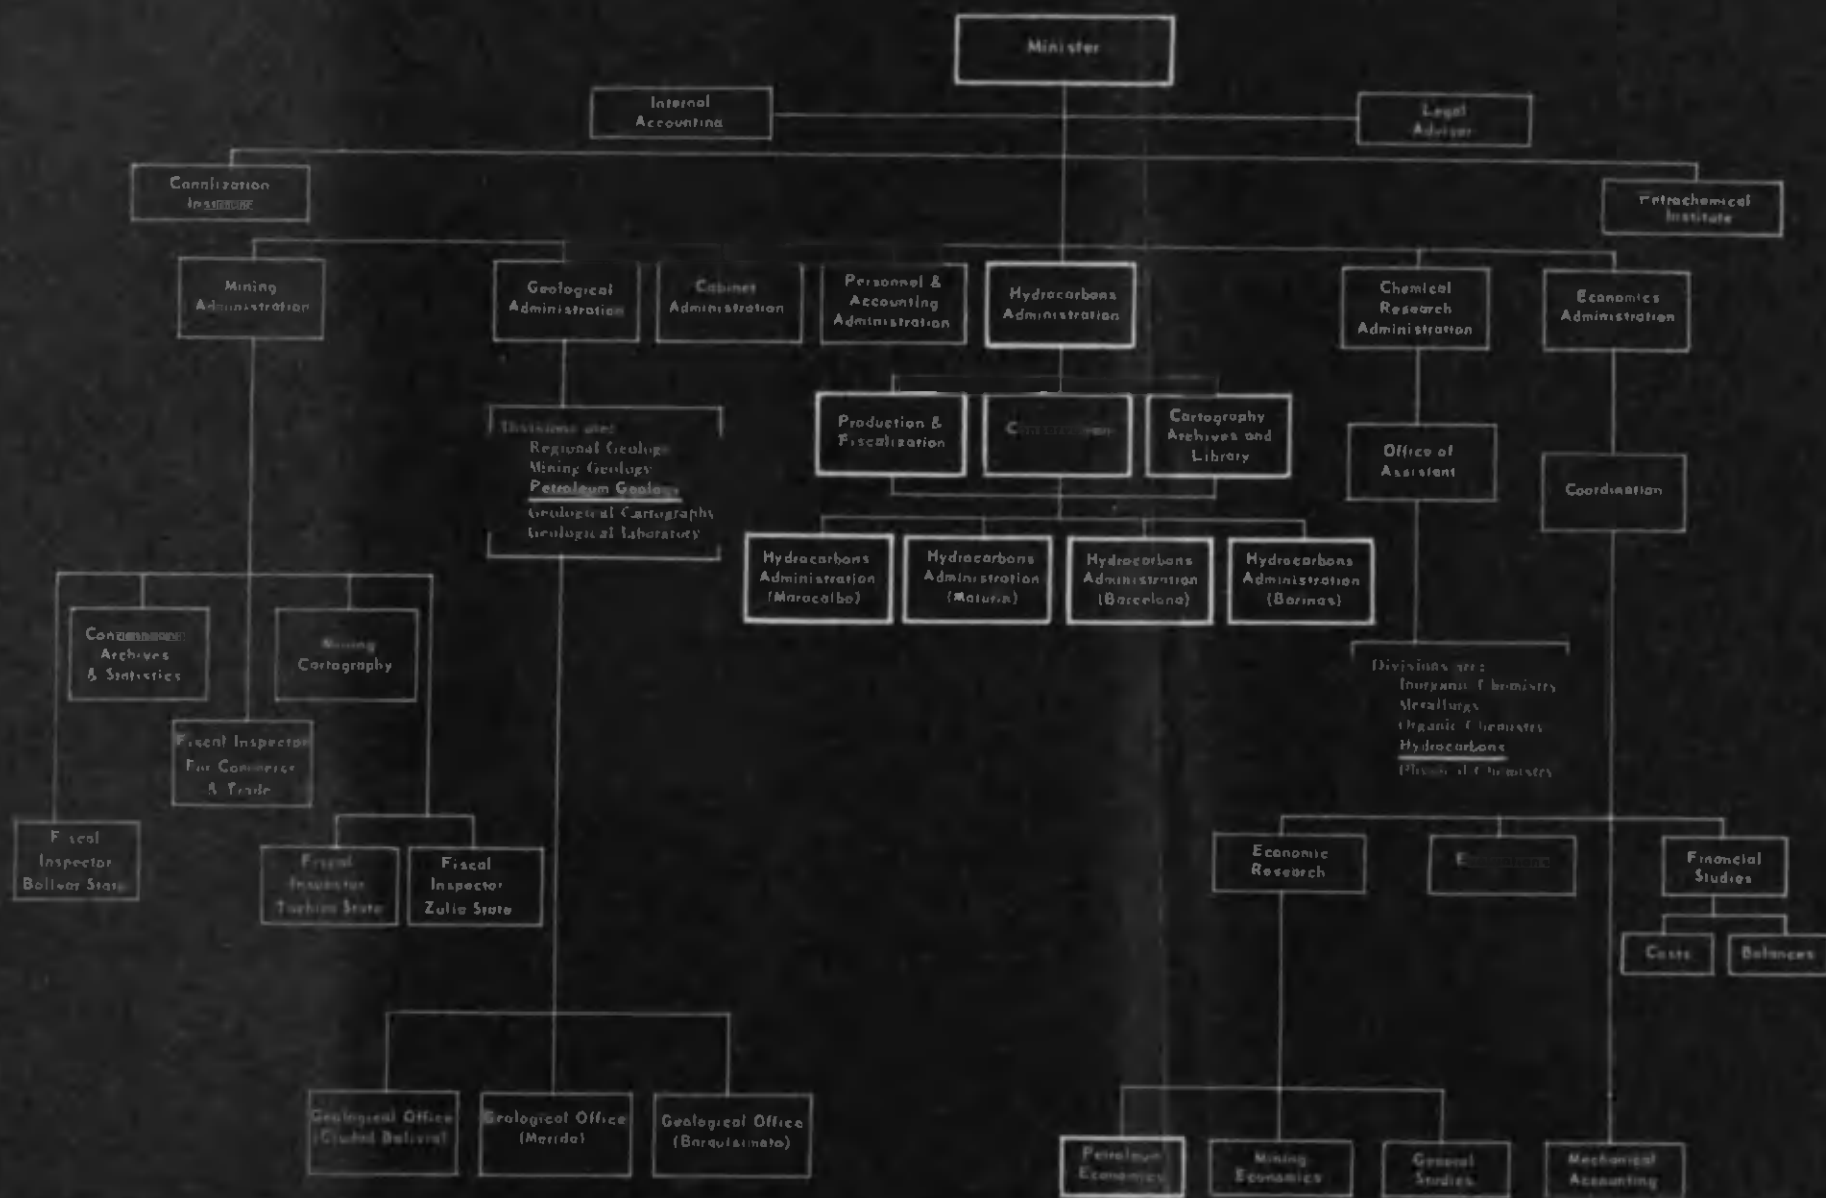 Minister
Internal
Accounting
Legal
Advisor
Canalization
Institute
Petrochemical
Institute
Mining
Administration
Geological
Administration
Cabinet
Administration
Personnel &
Accounting
Administration
Hydrocarbons
Administration
Chemical
Research
Administration
Economics
Administration
Divisions are:
Regional Geology
Mining Geology
Petroleum Geology
Geological Cartography
Geological Laboratory
Production &
Fiscalization
Cartography
Archives and
Library
Office of
Assistant
Coordination
Hydrocarbons
Administration
(Maracaibo)
Hydrocarbons
Administration
(Maturin)
Hydrocarbons
Administration
(Barcelona)
Hydrocarbons
Administration
(Barinas)
Archives
& Statistics
Mining
Cartography
Divisions are:
Inorganic Chemistry
Metallurgy
Organic Chemistry
Hydrocarbons
Physical Chemistry
Fiscal Inspector
For Commerce
& Trade
Fiscal
Inspector
Bolivar State
Fiscal
Inspector
Tachira State
Fiscal
Inspector
Zulia State
Economic
Research
Financial
Studies
Costs
Balances
Geological Office
(Ciudad Bolivar)
Geological Office
(Merida)
Geological Office
(Barquisimeto)
Petroleum
Economics
Mining
Economics
General
Studies
Mechanical
Accounting